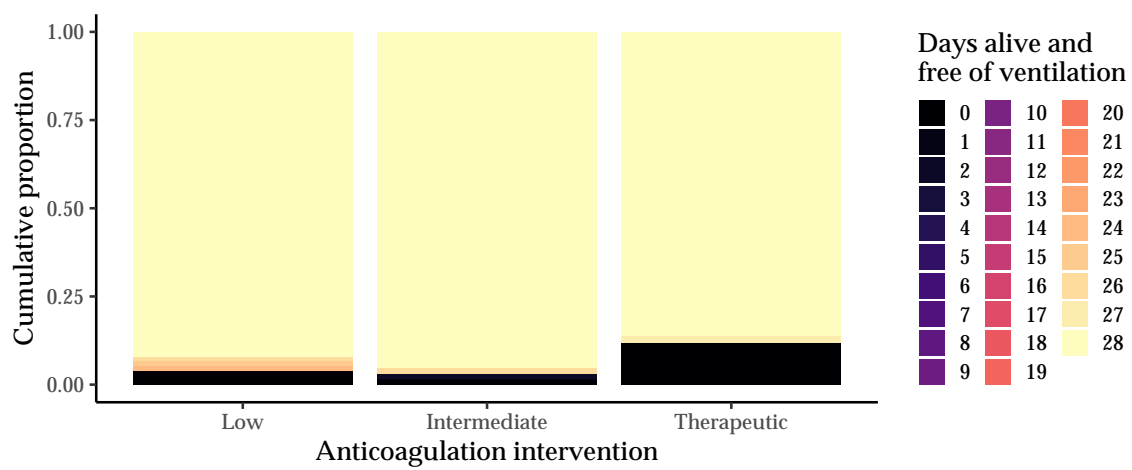 1.00
0.75
0.50
0.25
0.00
Cumulative proportion
Low Intermediate Therapeutic
Anticoagulation intervention
Days alive and
free of ventilation
0 10 20
1 11 21
2 12 22
3 13 23
4 14 24
5 15 25
6 16 26
7 17 27
8 18 28
9 19